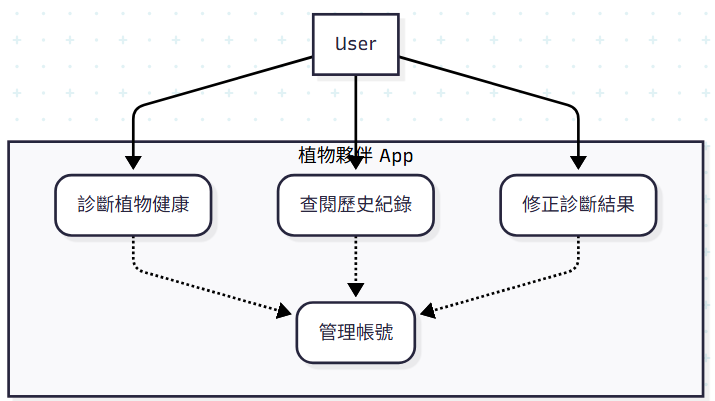 User
植物夥伴 App
診斷植物健康
查閱歷史紀錄
修正診斷結果
管理帳號